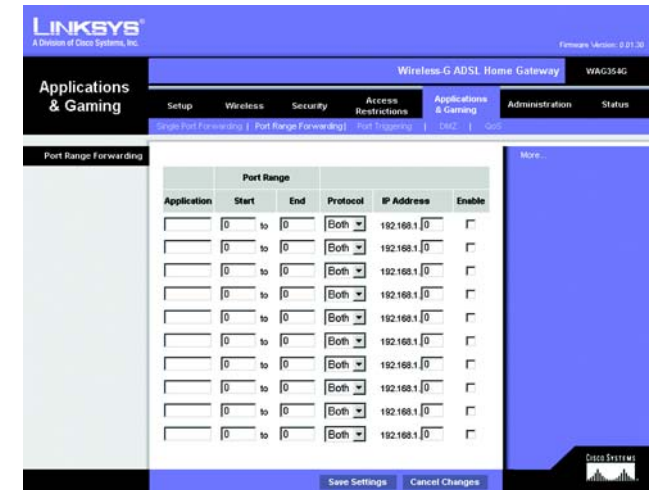 LINKSYS®
A Division of Cisco Systems, Inc.
Firmware Version: 0.01.30
Wireless-G ADSL Home Gateway WAG354G
Applications & Gaming
Setup Wireless Security Access Restrictions Applications & Gaming Administration Status
Single Port Forwarding | Port Range Forwarding | Port Triggering | DMZ | QoS
Port Range Forwarding
More...
Port Range
Application Start End Protocol IP Address Enable
0 to 0 Both 192.168.1.0
0 to 0 Both 192.168.1.0
0 to 0 Both 192.168.1.0
0 to 0 Both 192.168.1.0
0 to 0 Both 192.168.1.0
0 to 0 Both 192.168.1.0
0 to 0 Both 192.168.1.0
0 to 0 Both 192.168.1.0
0 to 0 Both 192.168.1.0
0 to 0 Both 192.168.1.0
CISCO SYSTEMS
Save Settings Cancel Changes